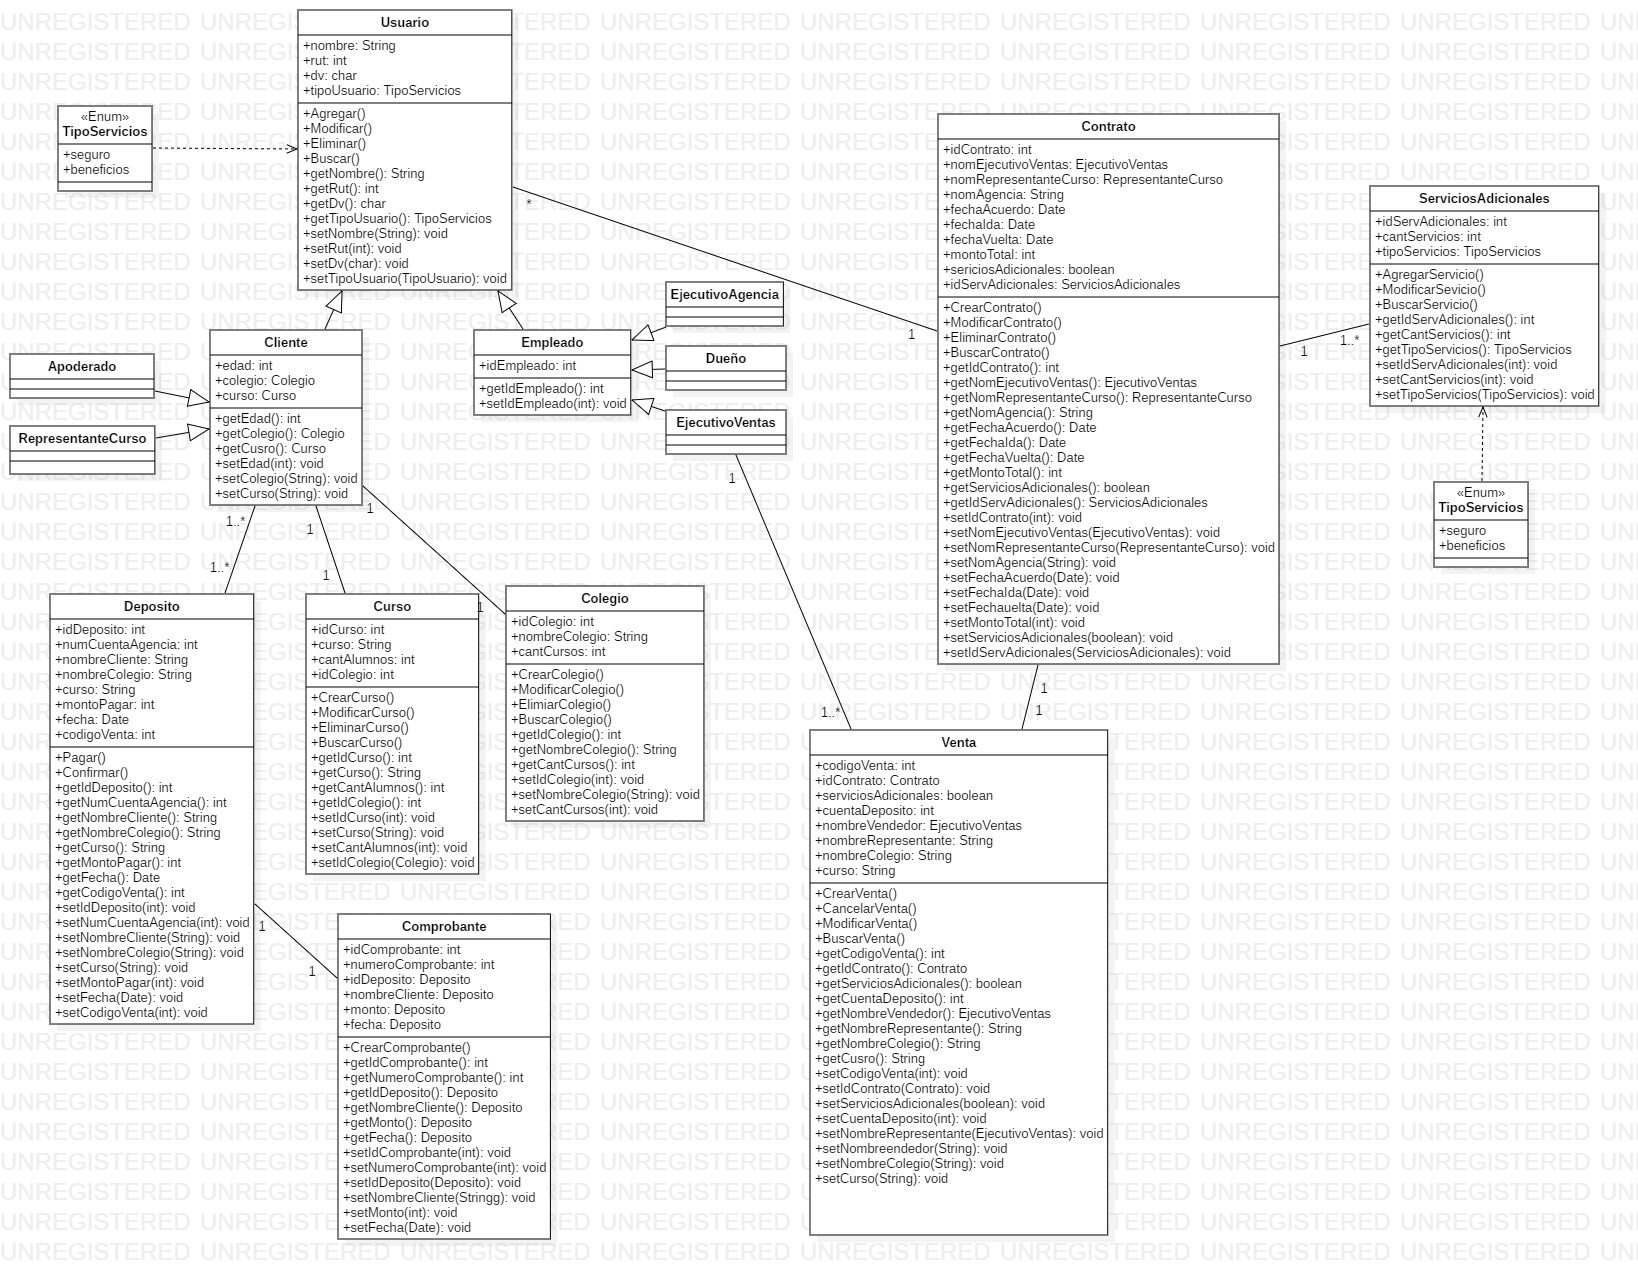 Usuario
+nombre: String
+rut: int
+dv: char
+tipoUsuario: TipoServicios
+Agregar()
+Modificar()
+Eliminar()
+Buscar()
+getNombre(): String
+getRut(): int
+getDv(): char
+getTipoUsuario(): TipoServicios
+setNombre(String): void
+setRut(int): void
+setDv(char): void
+setTipoUsuario(TipoUsuario): void
«Enum»
TipoServicios
+seguro
+beneficios
*
1
Contrato
+idContrato: int
+nomEjecutivoVentas: EjecutivoVentas
+nomRepresentanteCurso: RepresentanteCurso
+nomAgencia: String
+fechaAcuerdo: Date
+fechaIda: Date
+fechaVuelta: Date
+montoTotal: int
+sericiosAdicionales: boolean
+idServAdicionales: ServiciosAdicionales
+CrearContrato()
+ModificarContrato()
+EliminarContrato()
+BuscarContrato()
+getIdContrato(): int
+getNomEjecutivoVentas(): EjecutivoVentas
+getNomRepresentanteCurso(): RepresentanteCurso
+getNomAgencia(): String
+getFechaAcuerdo(): Date
+getFechaIda(): Date
+getFechaVuelta(): Date
+getMontoTotal(): int
+getServiciosAdicionales(): boolean
+getIdServAdicionales(): ServiciosAdicionales
+setIdContrato(int): void
+setNomEjecutivoVentas(EjecutivoVentas): void
+setNomRepresentanteCurso(RepresentanteCurso): void
+setNomAgencia(String): void
+setFechaAcuerdo(Date): void
+setFechaIda(Date): void
+setFechauelta(Date): void
+setMontoTotal(int): void
+setServiciosAdicionales(boolean): void
+setIdServAdicionales(ServiciosAdicionales): void
1
1..*
ServiciosAdicionales
+idServAdicionales: int
+cantServicios: int
+tipoServicios: TipoServicios
+AgregarServicio()
+ModificarSevicio()
+BuscarServicio()
+getIdServAdicionales(): int
+getCantServicios(): int
+getTipoServicios(): TipoServicios
+setIdServAdicionales(int): void
+setCantServicios(int): void
+setTipoServicios(TipoServicios): void
«Enum»
TipoServicios
+seguro
+beneficios
EjecutivoAgencia
Dueño
EjecutivoVentas
Empleado
+idEmpleado: int
+getIdEmpleado(): int
+setIdEmpleado(int): void
Cliente
+edad: int
+colegio: Colegio
+curso: Curso
+getEdad(): int
+getColegio(): Colegio
+getCusro(): Curso
+setEdad(int): void
+setColegio(String): void
+setCurso(String): void
Apoderado
RepresentanteCurso
1..*
1..*
1
1
1
1
1
1..*
1
1
Deposito
+idDeposito: int
+numCuentaAgencia: int
+nombreCliente: String
+nombreColegio: String
+curso: String
+montoPagar: int
+fecha: Date
+codigoVenta: int
+Pagar()
+Confirmar()
+getIdDeposito(): int
+getNumCuentaAgencia(): int
+getNombreCliente(): String
+getNombreColegio(): String
+getCurso(): String
+getMontoPagar(): int
+getFecha(): Date
+getCodigoVenta(): int
+setIdDeposito(int): void
+setNumCuentaAgencia(int): void
+setNombreCliente(String): void
+setNombreColegio(String): void
+setCurso(String): void
+setMontoPagar(int): void
+setFecha(Date): void
+setCodigoVenta(int): void
Curso
+idCurso: int
+curso: String
+cantAlumnos: int
+idColegio: int
+CrearCurso()
+ModificarCurso()
+EliminarCurso()
+BuscarCurso()
+getIdCurso(): int
+getCurso(): String
+getCantAlumnos(): int
+getIdColegio(): int
+setIdCurso(int): void
+setCurso(String): void
+setCantAlumnos(int): void
+setIdColegio(Colegio): void
Colegio
+idColegio: int
+nombreColegio: String
+cantCursos: int
+CrearColegio()
+ModificarColegio()
+ElimiarColegio()
+BuscarColegio()
+getIdColegio(): int
+getNombreColegio(): String
+getCantCursos(): int
+setIdColegio(int): void
+setNombreColegio(String): void
+setCantCursos(int): void
1
1
Comprobante
+idComprobante: int
+numeroComprobante: int
+idDeposito: Deposito
+nombreCliente: Deposito
+monto: Deposito
+fecha: Deposito
+CrearComprobante()
+getIdComprobante(): int
+getNumeroComprobante(): int
+getIdDeposito(): Deposito
+getNombreCliente(): Deposito
+getMonto(): Deposito
+getFecha(): Deposito
+setIdComprobante(int): void
+setNumeroComprobante(int): void
+setIdDeposito(Deposito): void
+setNombreCliente(Stringg): void
+setMonto(int): void
+setFecha(Date): void
Venta
+codigoVenta: int
+idContrato: Contrato
+serviciosAdicionales: boolean
+cuentaDeposito: int
+nombreVendedor: EjecutivoVentas
+nombreRepresentante: String
+nombreColegio: String
+curso: String
+CrearVenta()
+CancelarVenta()
+ModificarVenta()
+BuscarVenta()
+getCodigoVenta(): int
+getIdContrato(): Contrato
+getServiciosAdicionales(): boolean
+getCuentaDeposito(): int
+getNombreVendedor(): EjecutivoVentas
+getNombreRepresentante(): String
+getNombreColegio(): String
+getCusro(): String
+setCodigoVenta(int): void
+setIdContrato(Contrato): void
+setServiciosAdicionales(boolean): void
+setCuentaDeposito(int): void
+setNombreRepresentante(EjecutivoVentas): void
+setNombreendedor(String): void
+setNombreColegio(String): void
+setCurso(String): void
UNREGISTERED